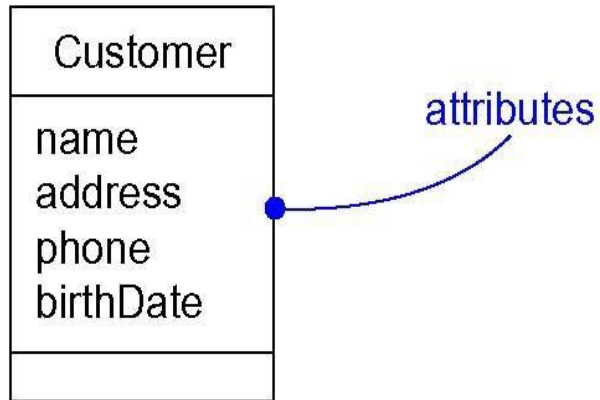 Customer
attributes
name
address
phone
birthDate